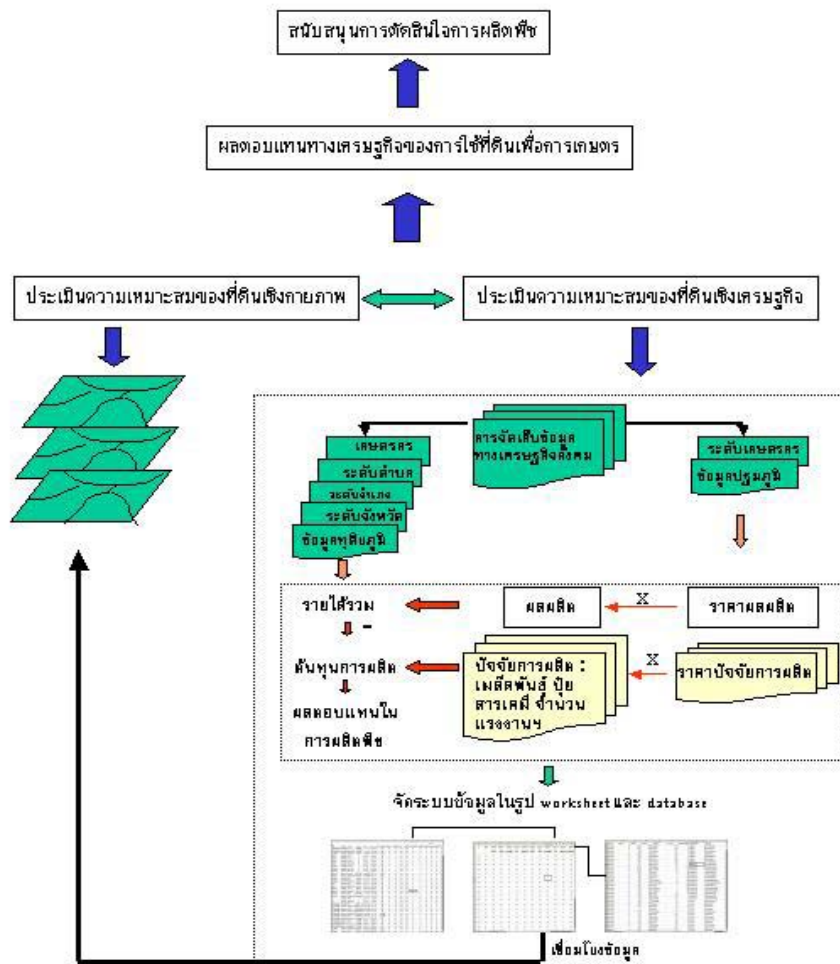 สนับสนุนการตัดสินใจการผลิตพืช
ผลตอบแทนทางเศรษฐกิจของการใช้ที่ดินเพื่อการเกษตร
ประเมินความเหมาะสมของที่ดินเชิงกายภาพ
ประเมินความเหมาะสมของที่ดินเชิงเศรษฐกิจ
เกษตรกร
ระดับตำบล
ระดับอำเภอ
ระดับจังหวัด
ข้อมูลทุติยภูมิ
การจัดเก็บข้อมูล
ทางเศรษฐกิจสังคม
ระดับเกษตรกร
ข้อมูลปฐมภูมิ
รายได้รวม
ผลผลิต
X
ราคาผลผลิต
-
ต้นทุนการผลิต
ปัจจัยการผลิต :
เมล็ดพันธุ์ ปุ๋ย
สารเคมี จำนวน
แรงงานฯ
X
ราคาปัจจัยการผลิต
ผลตอบแทนใน
การผลิตพืช
จัดระบบข้อมูลในรูป worksheet และ database
เชื่อมโยงข้อมูล